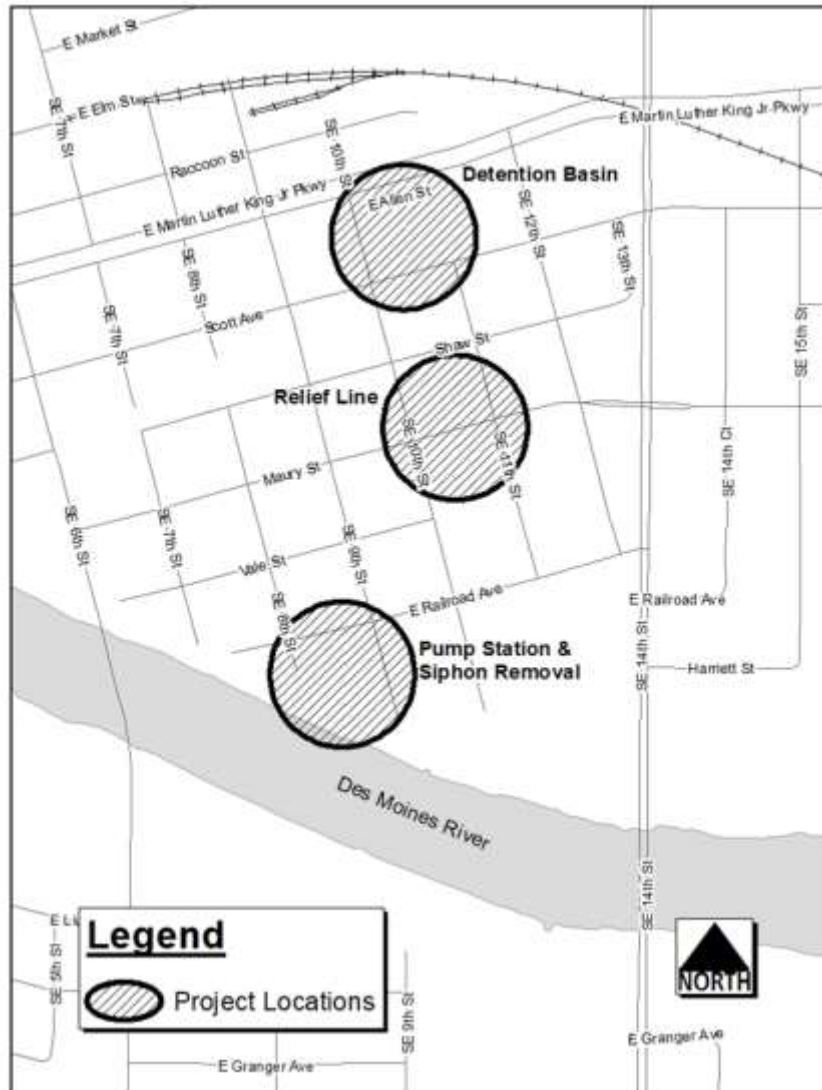 E Market St
SE 7th St
E Elm St
E Martin Luther King Jr Pkwy
Raccoon St
SE 10th St
Detention Basin
E Allen St
E Martin Luther King Jr Pkwy
SE 12th St
SE 13th St
SE 8th St
SE 7th St
Scott Ave
SE 15th St
Shaw St
Relief Line
SE 10th St
SE 11th St
SE 14th Ct
Maury St
SE 6th St
SE 7th St
SE 9th St
Vale St
SE 8th St
E Railroad Ave
E Railroad Ave
Pump Station &
Siphon Removal
SE 14th St
Harriett St
Des Moines River
SE 14th St
E
Legend
Project Locations
SE 5th St
SE 9th St
NORTH
E Granger Ave
E Granger Ave